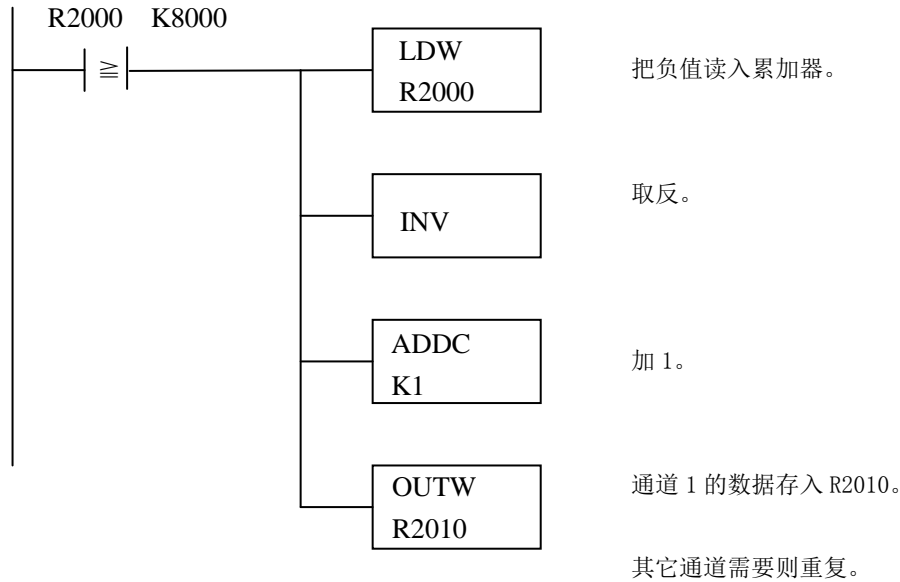 R2000 K8000
≧
LDW
R2000
把负值读入累加器。
INV
取反。
ADDC
K1
加 1。
OUTW
R2010
通道 1 的数据存入 R2010。
其它通道需要则重复。